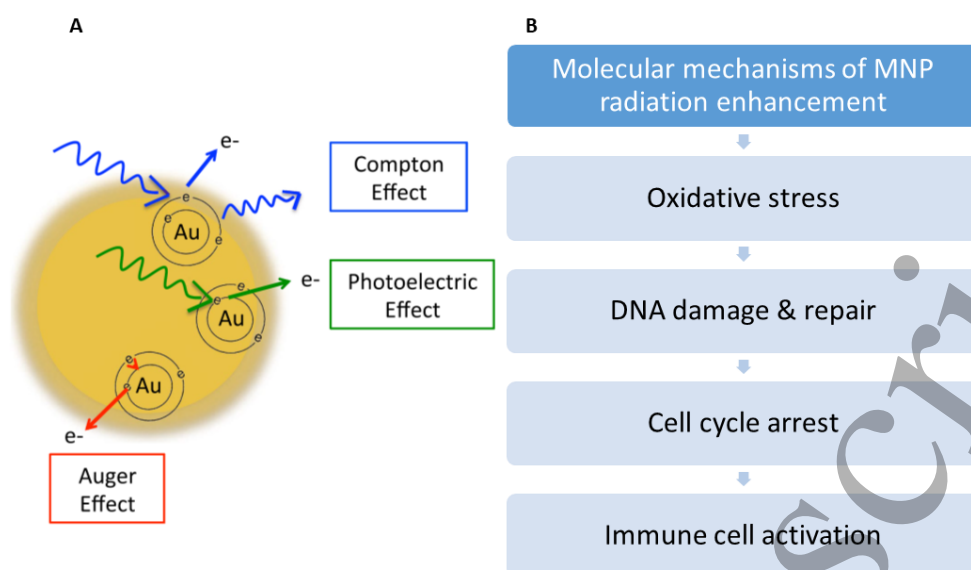 A
B
Molecular mechanisms of MNP
radiation enhancement
e-
Compton
Effect
e
e
Au
e
Oxidative stress
e-
Photoelectric
Effect
e
e
Au
e
DNA damage & repair
e
e
Au
e
Cell cycle arrest
e-
Auger
Effect
Immune cell activation
scri